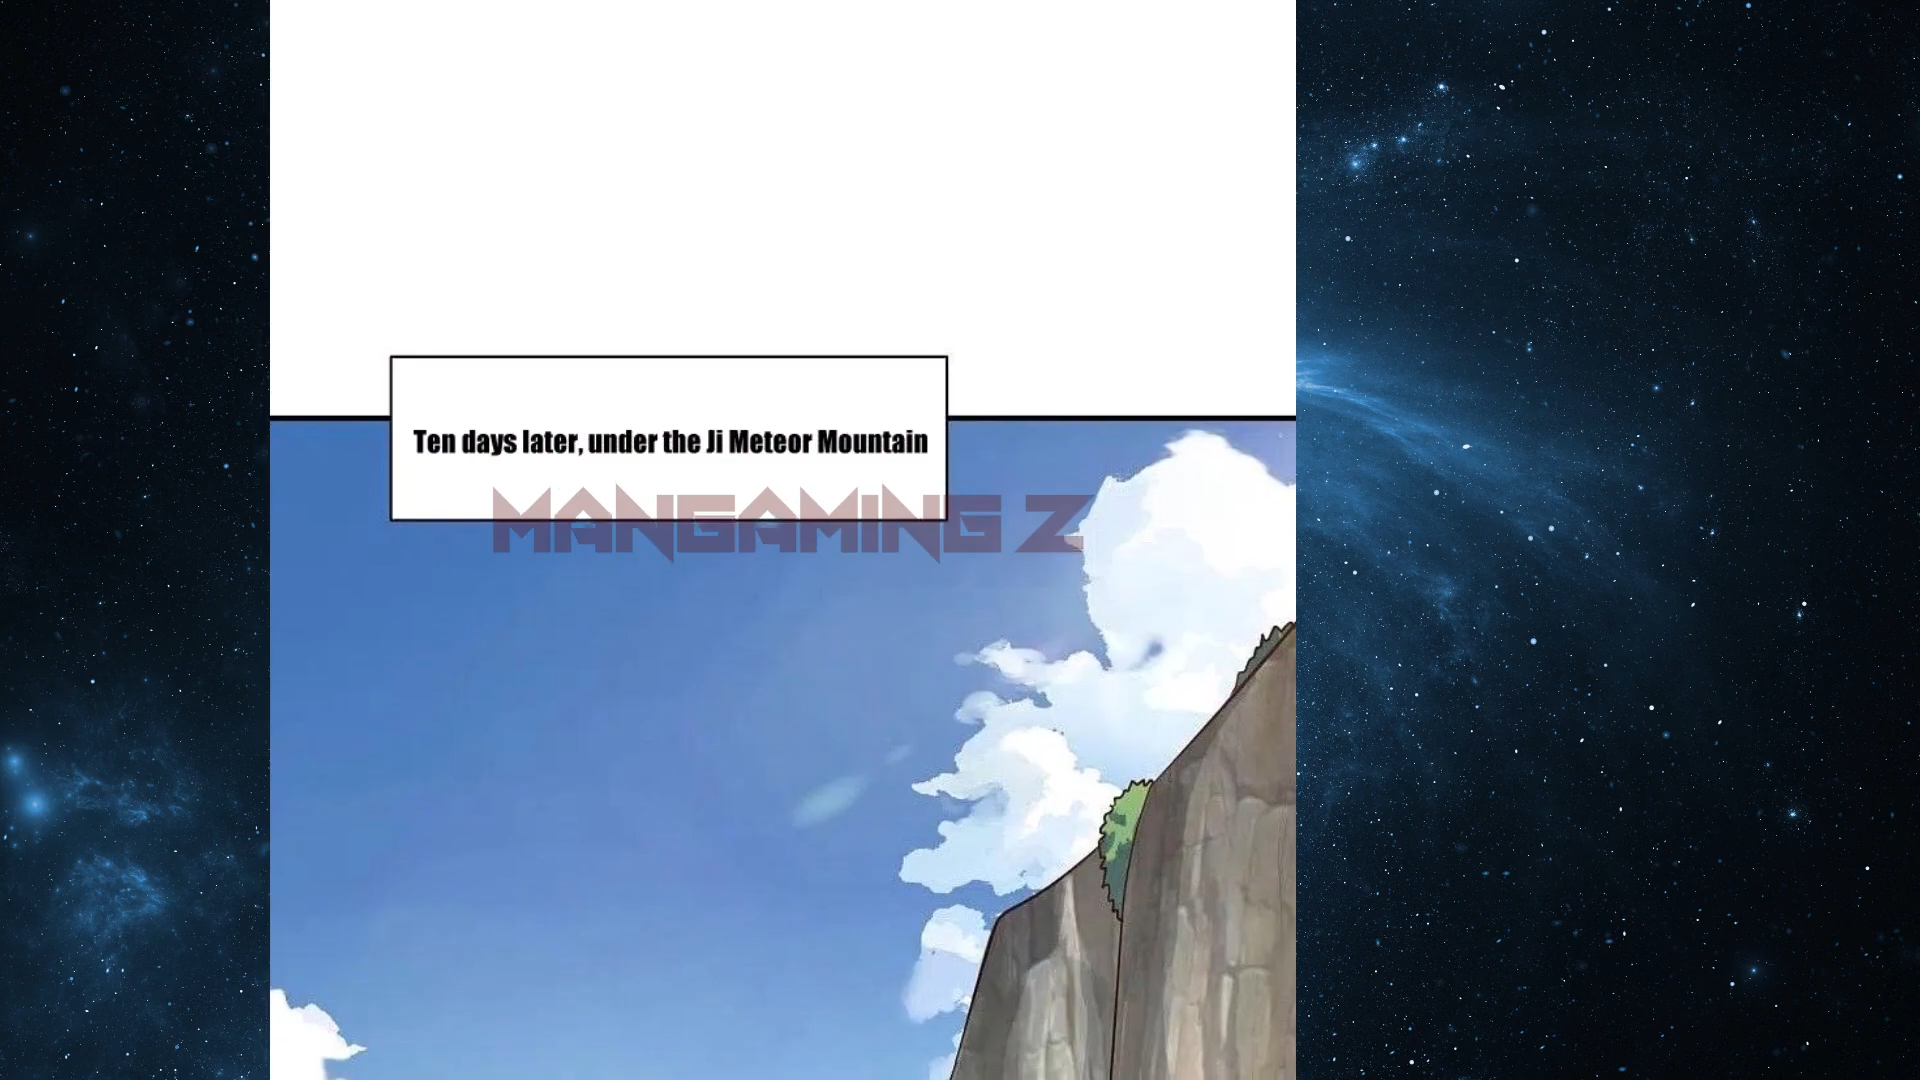 Ten days later, under the Ji Meteor Mountain
MANGAMING Z